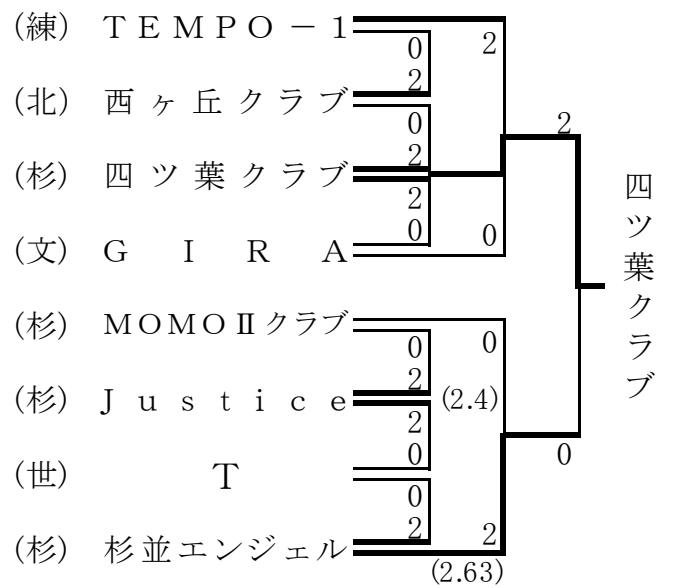 (練) ＴＥＭＰＯ－１
0
2
2
(北) 西ヶ丘クラブ
0
2
2
(杉) 四ツ葉クラブ
2
0
0
(文) ＧＩＲＡ
四ツ葉クラブ
(杉) ＭＯＭＯⅡクラブ
0
0
2
(2.4)
(杉) Ｊｕｓｔｉｃｅ
2
0
0
(世) Ｔ
0
2
2
(杉) 杉並エンジェル
(2.63)